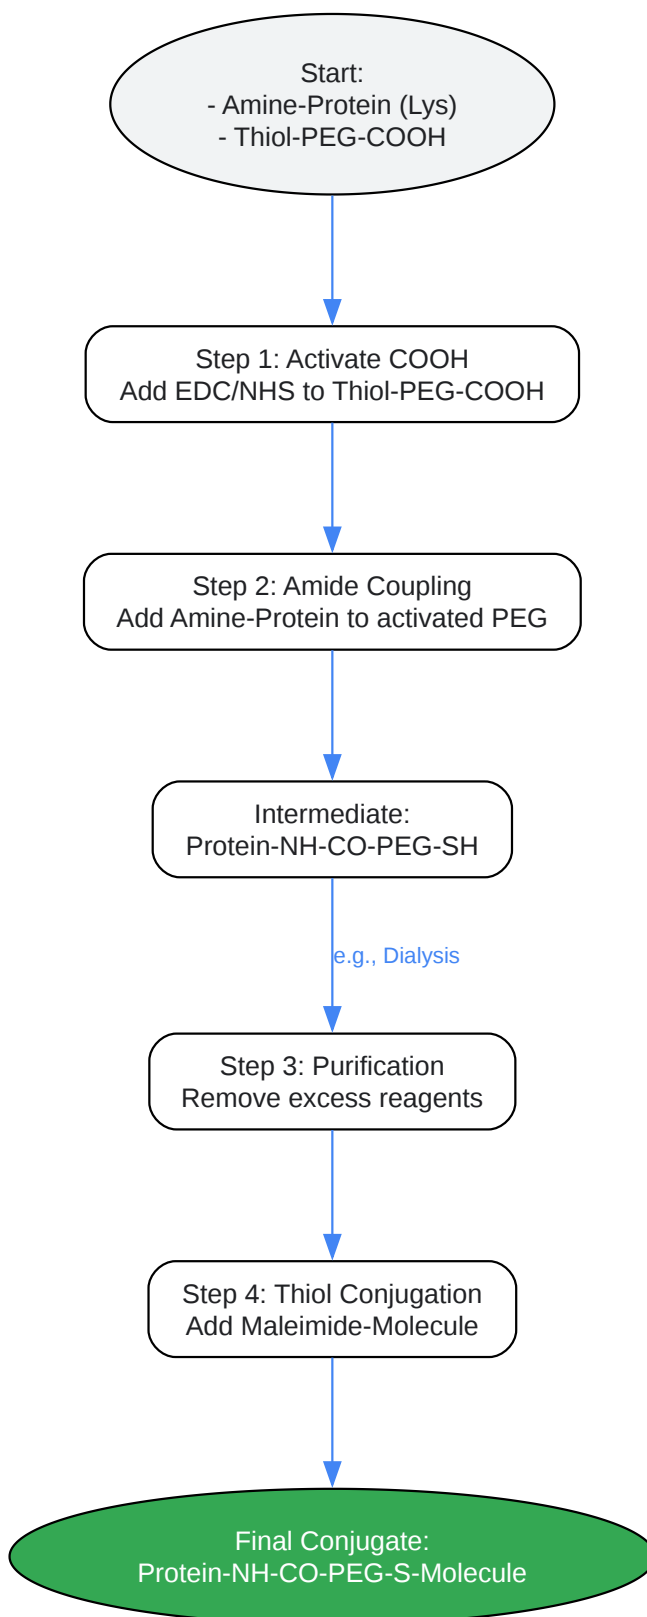 Start:
- Amine-Protein (Lys)
- Thiol-PEG-COOH
Step 1: Activate COOH
Add EDC/NHS to Thiol-PEG-COOH
Step 2: Amide Coupling
Add Amine-Protein to activated PEG
Intermediate:
Protein-NH-CO-PEG-SH
e.g., Dialysis
Step 3: Purification
Remove excess reagents
Step 4: Thiol Conjugation
Add Maleimide-Molecule
Final Conjugate:
Protein-NH-CO-PEG-S-Molecule